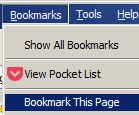 Bookmarks Tools Help
Show All Bookmarks
View Pocket List
Bookmark This Page